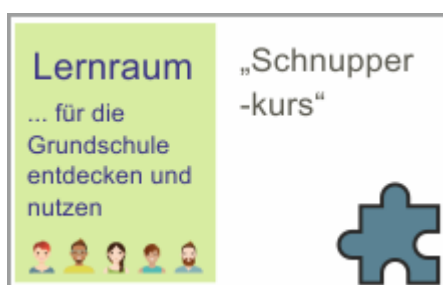 Lernraum
... für die
Grundschule
entdecken und
nutzen
„Schnupper
-kurs“